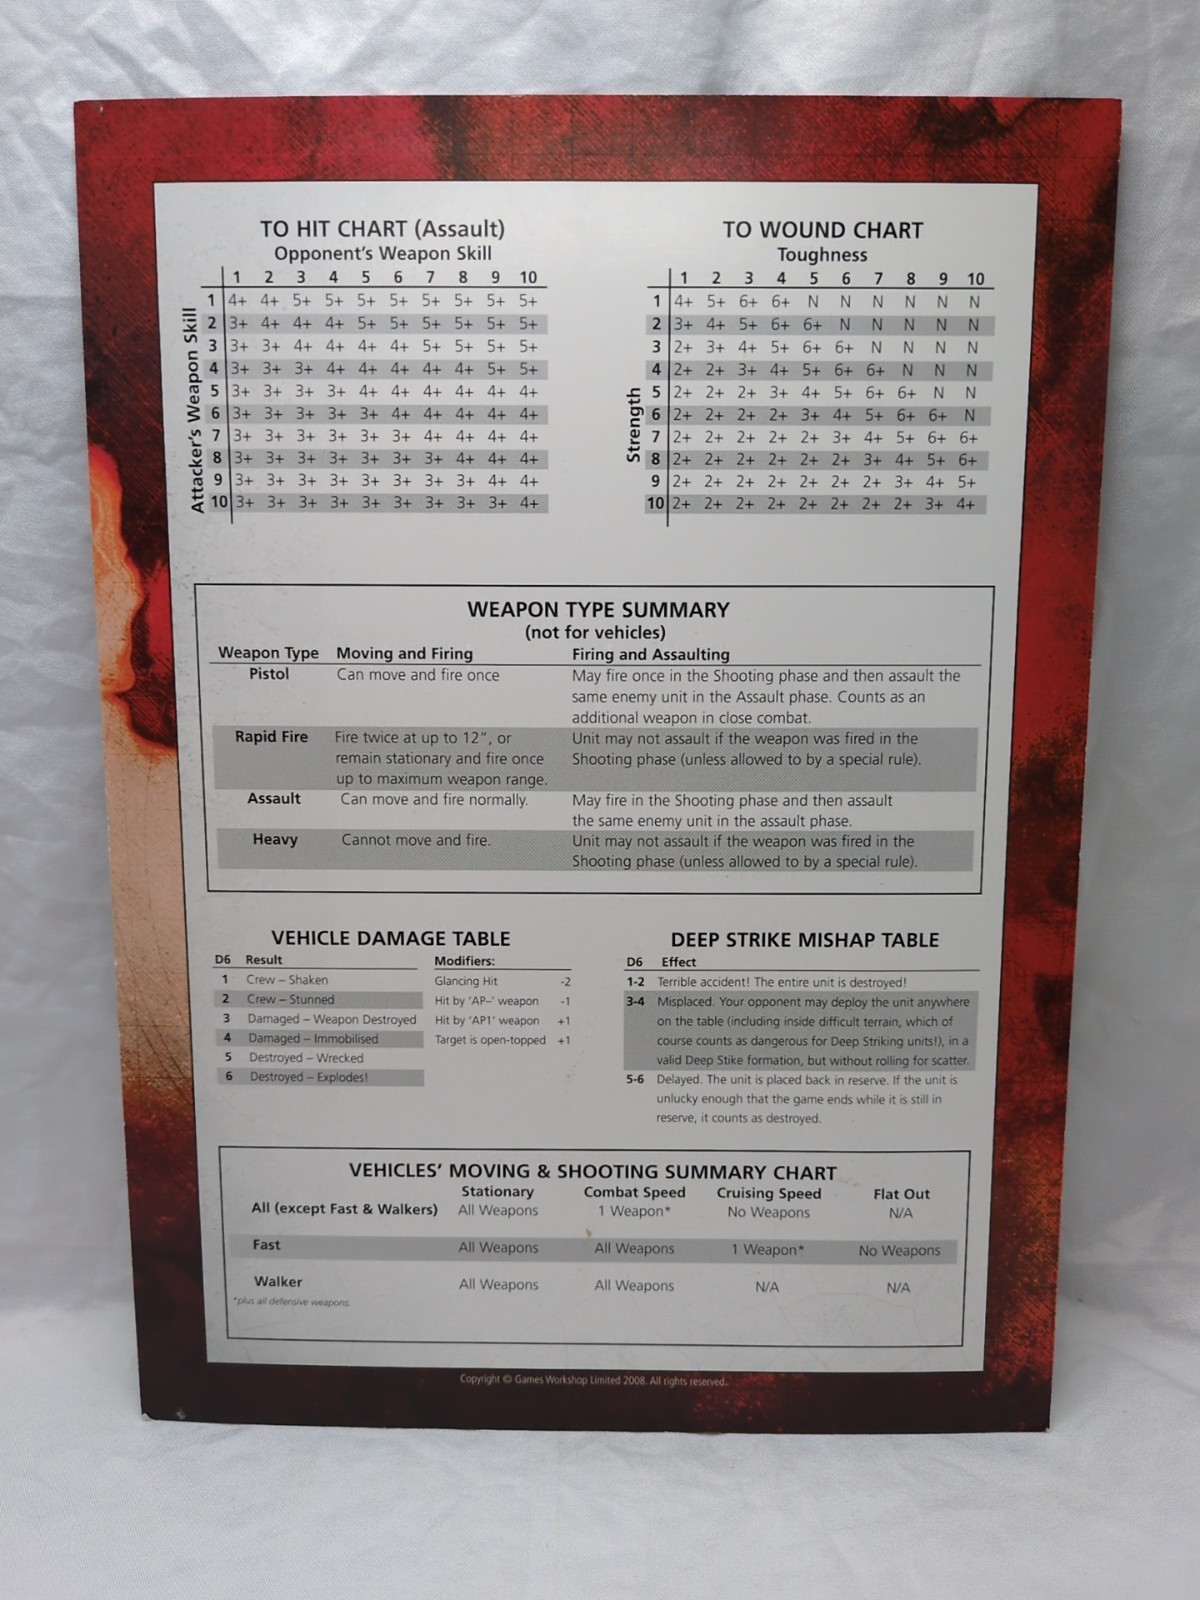 TO HIT CHART (Assault)
Opponent's Weapon Skill
1 2 3 4 5 6 7 8 9 10
Attacker's Weapon Skill
1 4+ 4+ 5+ 5+ 5+ 5+ 5+ 5+ 5+ 5+
2 3+ 4+ 4+ 4+ 5+ 5+ 5+ 5+ 5+ 5+
3 3+ 3+ 4+ 4+ 4+ 4+ 5+ 5+ 5+ 5+
4 3+ 3+ 3+ 4+ 4+ 4+ 4+ 4+ 5+ 5+
5 3+ 3+ 3+ 3+ 4+ 4+ 4+ 4+ 4+ 4+
6 3+ 3+ 3+ 3+ 3+ 4+ 4+ 4+ 4+ 4+
7 3+ 3+ 3+ 3+ 3+ 3+ 4+ 4+ 4+ 4+
8 3+ 3+ 3+ 3+ 3+ 3+ 3+ 4+ 4+ 4+
9 3+ 3+ 3+ 3+ 3+ 3+ 3+ 3+ 4+ 4+
10 3+ 3+ 3+ 3+ 3+ 3+ 3+ 3+ 3+ 4+
TO WOUND CHART
Toughness
1 2 3 4 5 6 7 8 9 10
Strength
1 4+ 5+ 6+ 6+ N N N N N N
2 3+ 4+ 5+ 6+ 6+ N N N N N
3 2+ 3+ 4+ 5+ 6+ 6+ N N N N
4 2+ 2+ 3+ 4+ 5+ 6+ 6+ N N N
5 2+ 2+ 2+ 3+ 4+ 5+ 6+ 6+ N N
6 2+ 2+ 2+ 2+ 3+ 4+ 5+ 6+ 6+ N
7 2+ 2+ 2+ 2+ 2+ 3+ 4+ 5+ 6+ 6+
8 2+ 2+ 2+ 2+ 2+ 2+ 3+ 4+ 5+ 6+
9 2+ 2+ 2+ 2+ 2+ 2+ 2+ 3+ 4+ 5+
10 2+ 2+ 2+ 2+ 2+ 2+ 2+ 2+ 3+ 4+
WEAPON TYPE SUMMARY
(not for vehicles)
Weapon Type Moving and Firing Firing and Assaulting
Pistol Can move and fire once May fire once in the Shooting phase and then assault the
same enemy unit in the Assault phase. Counts as an
additional weapon in close combat.
Rapid Fire Fire twice at up to 12", or Unit may not assault if the weapon was fired in the
remain stationary and fire once Shooting phase (unless allowed to by a special rule).
up to maximum weapon range.
Assault Can move and fire normally. May fire in the Shooting phase and then assault
the same enemy unit in the assault phase.
Heavy Cannot move and fire. Unit may not assault if the weapon was fired in the
Shooting phase (unless allowed to by a special rule).
VEHICLE DAMAGE TABLE
D6 Result Modifiers:
1 Crew – Shaken Glancing Hit -2
2 Crew – Stunned Hit by 'AP–' weapon -1
3 Damaged – Weapon Destroyed Hit by 'AP1' weapon +1
4 Damaged – Immobilised Target is open-topped +1
5 Destroyed – Wrecked
6 Destroyed – Explodes!
DEEP STRIKE MISHAP TABLE
D6 Effect
1-2 Terrible accident! The entire unit is destroyed!
3-4 Misplaced. Your opponent may deploy the unit anywhere
on the table (including inside difficult terrain, which of
course counts as dangerous for Deep Striking units!), in a
valid Deep Stike formation, but without rolling for scatter.
5-6 Delayed. The unit is placed back in reserve. If the unit is
unlucky enough that the game ends while it is still in
reserve, it counts as destroyed.
VEHICLES' MOVING & SHOOTING SUMMARY CHART
Stationary Combat Speed Cruising Speed Flat Out
All (except Fast & Walkers) All Weapons 1 Weapon* No Weapons N/A
Fast All Weapons All Weapons 1 Weapon* No Weapons
Walker All Weapons All Weapons N/A N/A
*plus all defensive weapons.
Copyright © Games Workshop Limited 2008. All rights reserved.